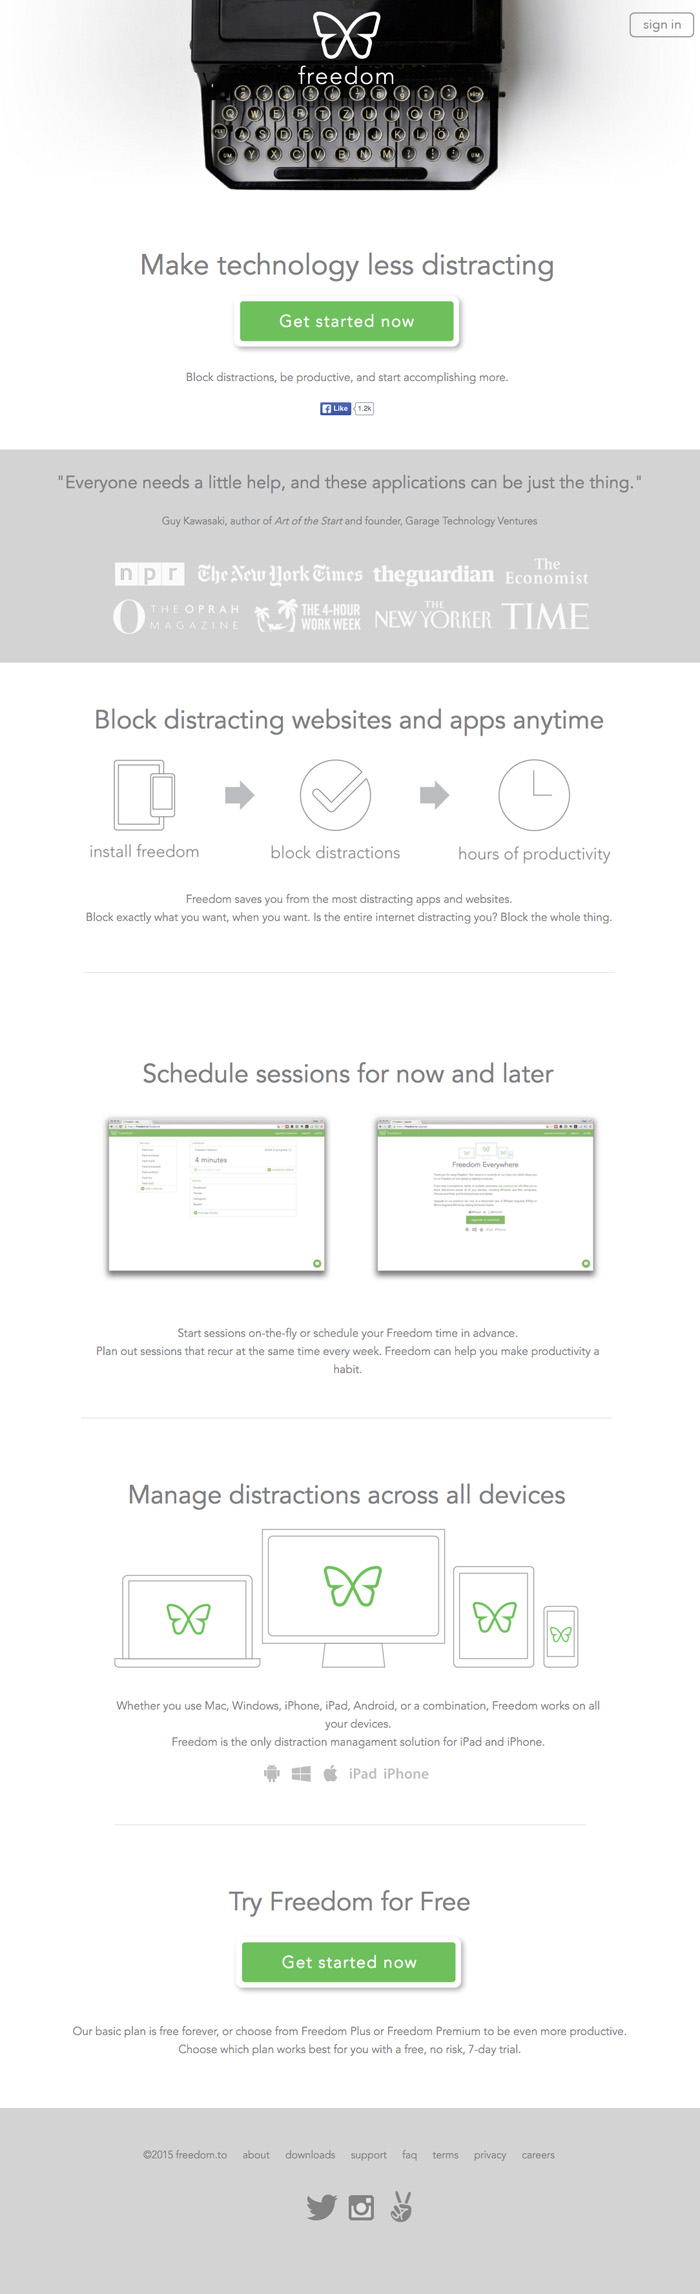 sign in
freedom
Q W E R T Z U I O P Ü
A S D F G H J K L Ö Ä
Y X C V B N M
Make technology less distracting
Get started now
Block distractions, be productive, and start accomplishing more.
Like 1.2k
"Everyone needs a little help, and these applications can be just the thing."
Guy Kawasaki, author of Art of the Start and founder, Garage Technology Ventures
npr The New York Times theguardian The Economist
O THE OPRAH MAGAZINE THE 4-HOUR WORK WEEK THE NEW YORKER TIME
Block distracting websites and apps anytime
install freedom block distractions hours of productivity
Freedom saves you from the most distracting apps and websites.
Block exactly what you want, when you want. Is the entire internet distracting you? Block the whole thing.
Schedule sessions for now and later
4 minutes
Freedom Everywhere
Start sessions on-the-fly or schedule your Freedom time in advance.
Plan out sessions that recur at the same time every week. Freedom can help you make productivity a
habit.
Manage distractions across all devices
Whether you use Mac, Windows, iPhone, iPad, Android, or a combination, Freedom works on all
your devices.
Freedom is the only distraction managament solution for iPad and iPhone.
iPad iPhone
Try Freedom for Free
Get started now
Our basic plan is free forever, or choose from Freedom Plus or Freedom Premium to be even more productive.
Choose which plan works best for you with a free, no risk, 7-day trial.
©2015 freedom.to about downloads support faq terms privacy careers